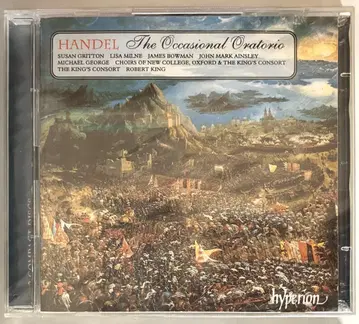 HANDEL The Occasional Oratorio
SUSAN GRITTON LISA MILNE JAMES BOWMAN JOHN MARK AINSLEY
MICHAEL GEORGE CHOIRS OF NEW COLLEGE, OXFORD & THE KING'S CONSORT
THE KING'S CONSORT ROBERT KING
hyperion